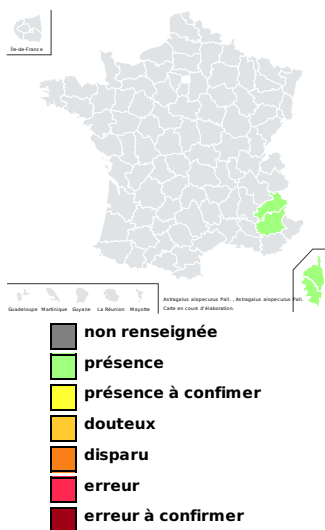 Île-de-France
Astragalus alopecurus Pall. , Astragalus alopecurus Pall.
Guadeloupe Martinique Guyane La Réunion Mayotte
Carte en cours d'élaboration.
non renseignée
présence
présence à confimer
douteux
disparu
erreur
erreur à confirmer